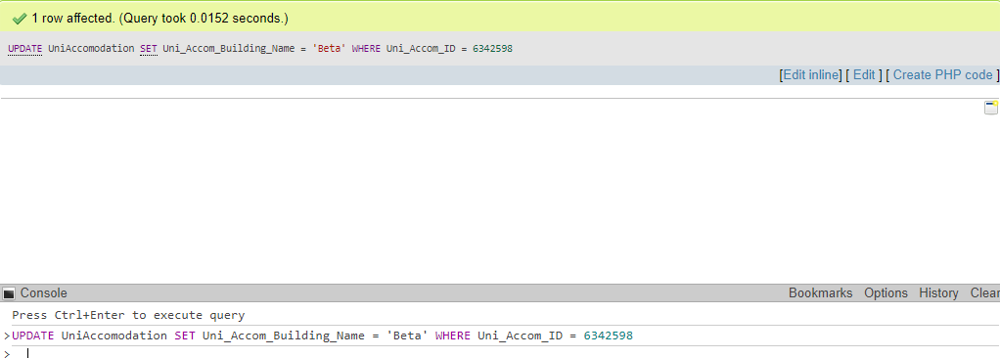 1 row affected. (Query took 0.0152 seconds.)
UPDATE UniAccomodation SET Uni_Accom_Building_Name = 'Beta' WHERE Uni_Accom_ID = 6342598
[Edit inline] [ Edit ] [ Create PHP code ]
Console Bookmarks Options History Clear
Press Ctrl+Enter to execute query
>UPDATE UniAccomodation SET Uni_Accom_Building_Name = 'Beta' WHERE Uni_Accom_ID = 6342598
>